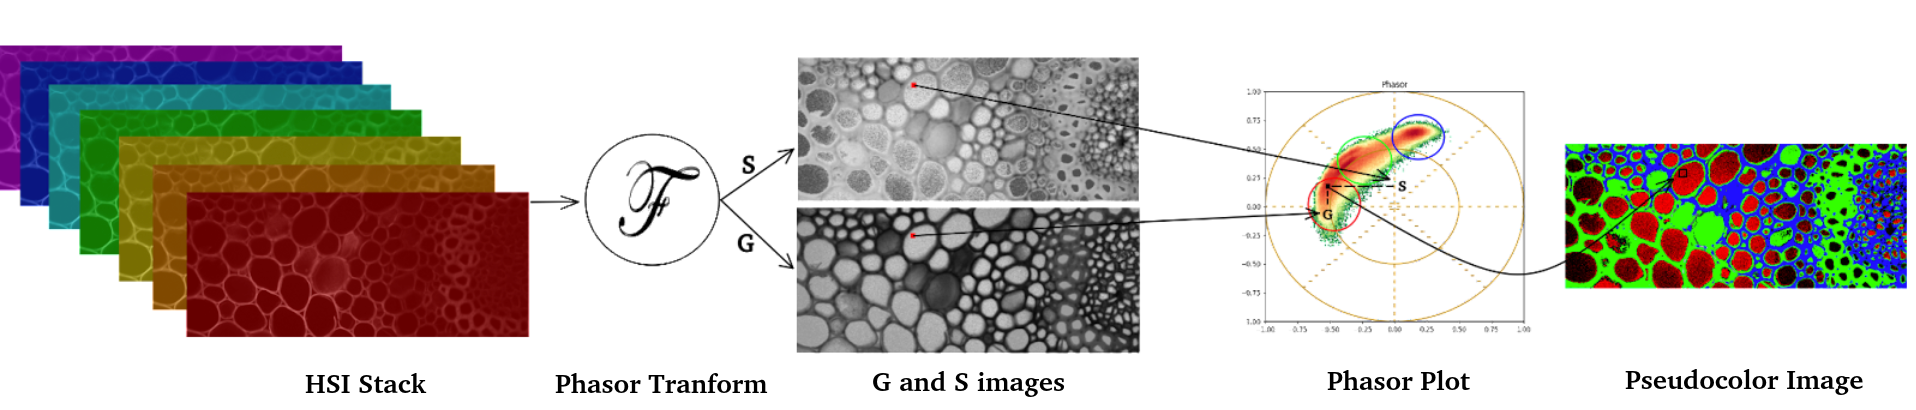 Phasor
1.00
0.75
0.50
0.25
0.00
−0.25
−0.50
−0.75
1.00
1.00 0.75 0.50 0.25 0.00 0.25 0.50 0.75 1.00
S
G
ℱ
S
G
HSI Stack
Phasor Tranform
G and S images
Phasor Plot
Pseudocolor Image